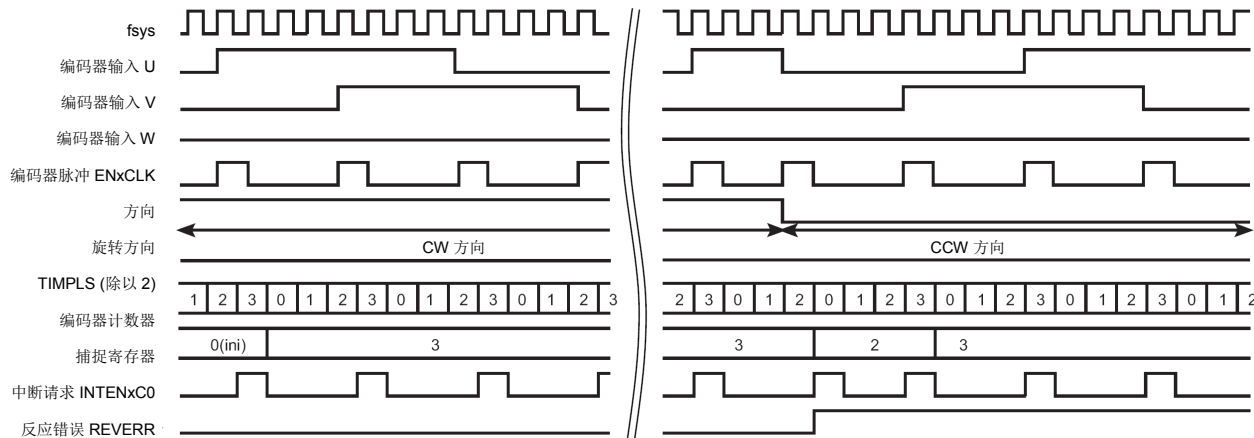 fsys
编码器输入 U
编码器输入 V
编码器输入 W
编码器脉冲 ENxCLK
方向
旋转方向
CW 方向
CCW 方向
TIMPLS (除以 2)
1 2 3 0 1 2 3 0 1 2 3 0 1 2 3
2 3 0 1 2 0 1 2 3 0 1 2 3 0 1 2 3 0 1 2
编码器计数器
捕捉寄存器
0(ini) 3
3 2 3
中断请求 INTENxC0
反应错误 REVERR